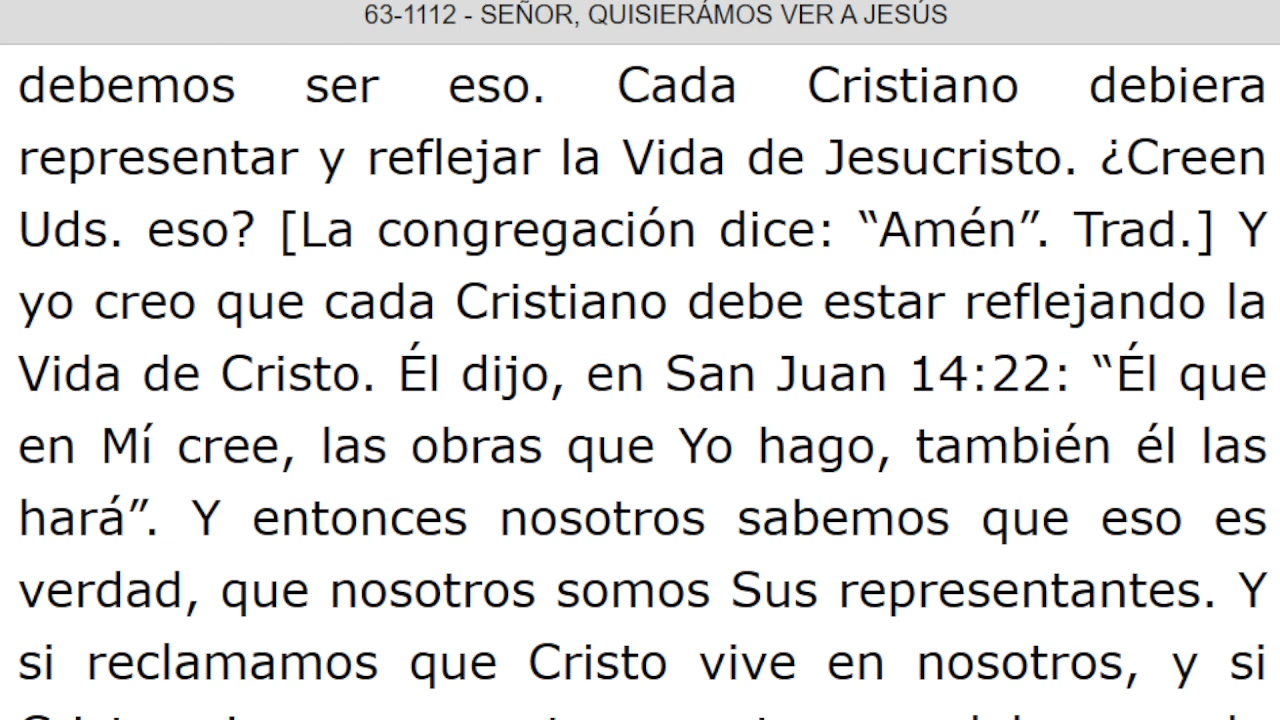 63-1112 - SEÑOR, QUISIERÁMOS VER A JESÚS
debemos ser eso. Cada Cristiano debiera
representar y reflejar la Vida de Jesucristo. ¿Creen
Uds. eso? [La congregación dice: “Amén”. Trad.] Y
yo creo que cada Cristiano debe estar reflejando la
Vida de Cristo. Él dijo, en San Juan 14:22: “Él que
en Mí cree, las obras que Yo hago, también él las
hará”. Y entonces nosotros sabemos que eso es
verdad, que nosotros somos Sus representantes. Y
si reclamamos que Cristo vive en nosotros, y si